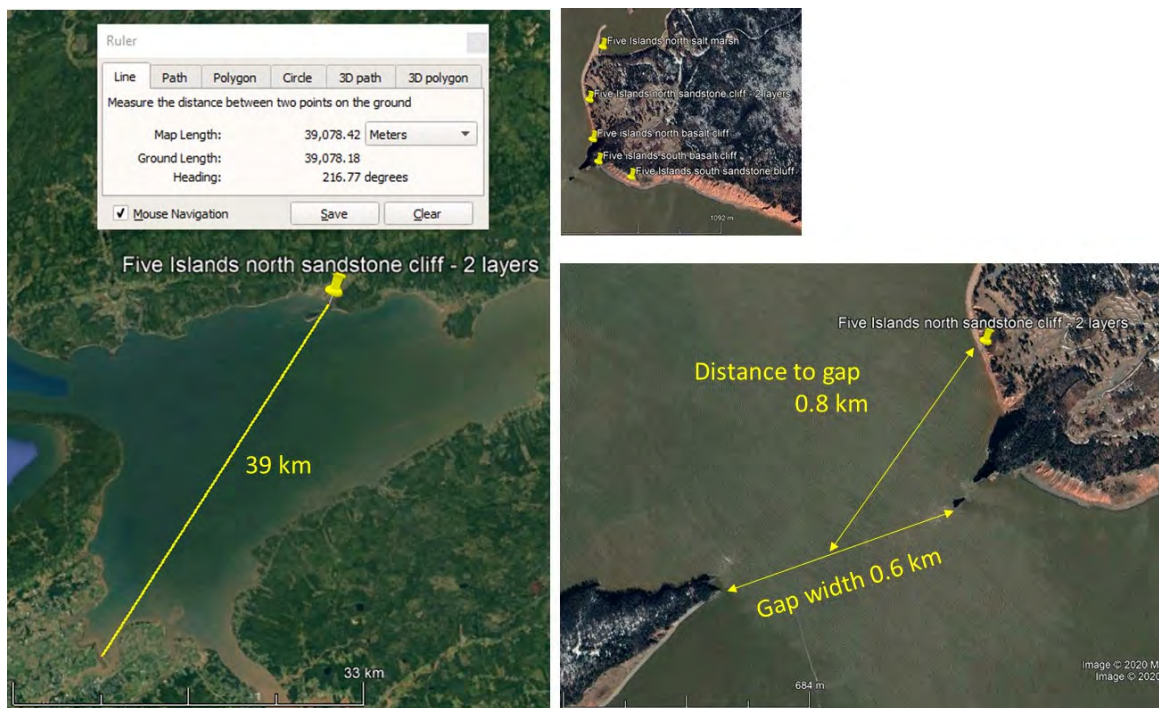 Ruler
Line Path Polygon Circle 3D path 3D polygon
Measure the distance between two points on the ground
Map Length: 39,078.42 Meters
Ground Length: 39,078.18
Heading: 216.77 degrees
Mouse Navigation Save Clear
Five Islands north sandstone cliff - 2 layers
39 km
33 km
Five Islands north salt marsh
Five Islands north sandstone cliff - 2 layers
Five islands north basalt cliff
Five islands south basalt cliff
Five Islands south sandstone bluff
1092 m
Five Islands north sandstone cliff - 2 layers
Distance to gap
0.8 km
Gap width 0.6 km
684 m
Image © 2020 M
Image © 2020